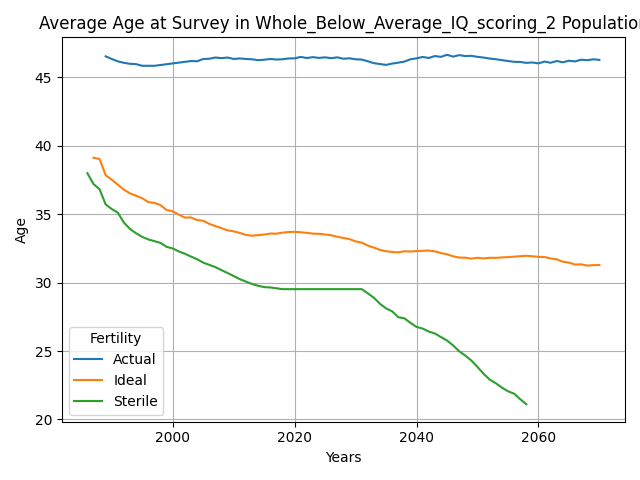 Average Age at Survey in Whole_Below_Average_IQ_scoring_2 Population
Age
45
40
35
30
25
20
Fertility
Actual
Ideal
Sterile
2000
2020
2040
2060
Years